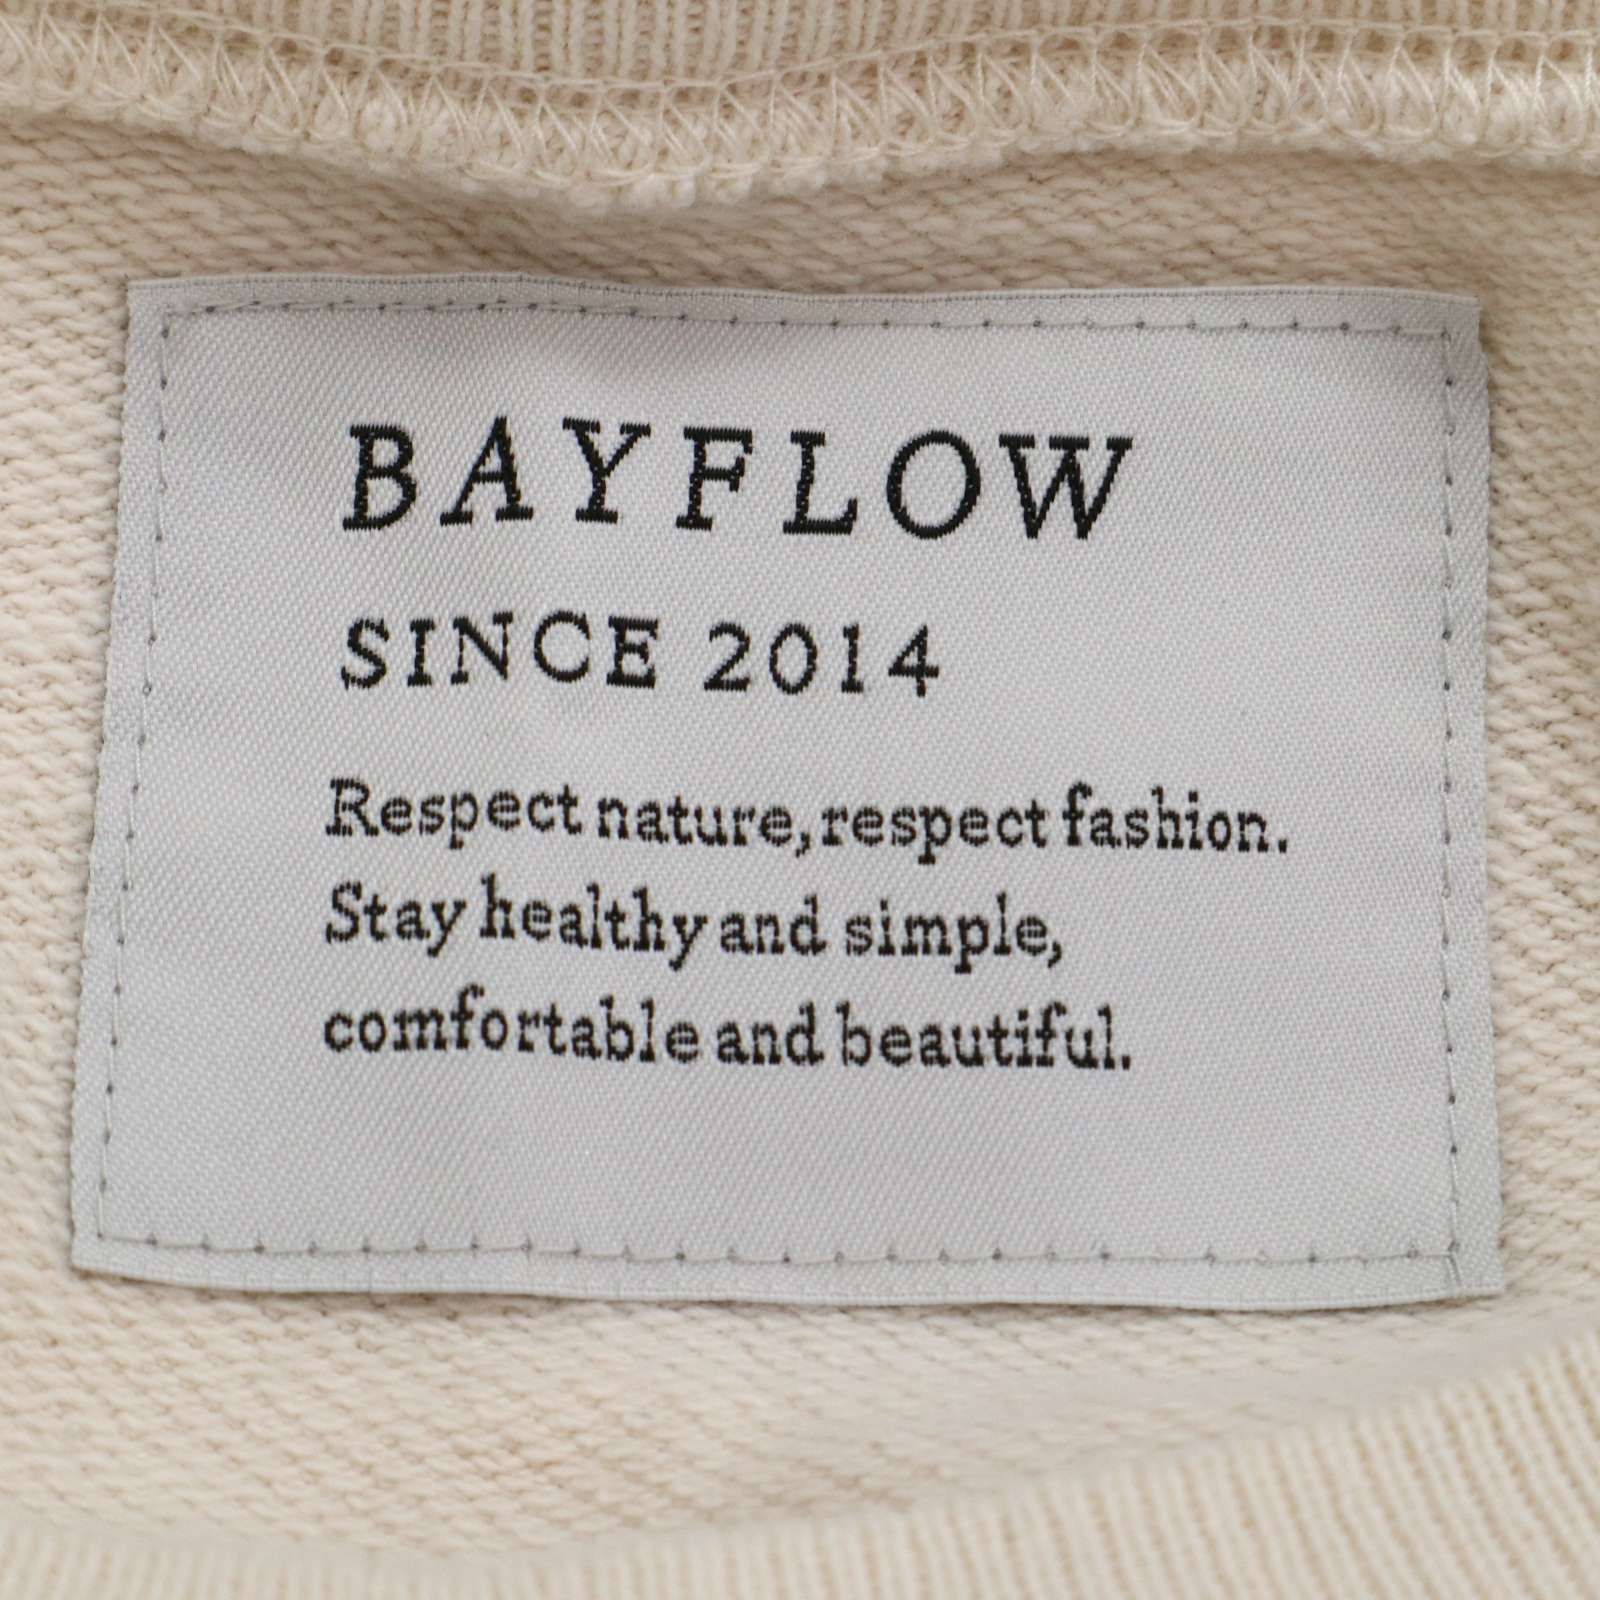 BAYFLOW
SINCE 2014
Respect nature, respect fashion.
Stay healthy and simple,
comfortable and beautiful.